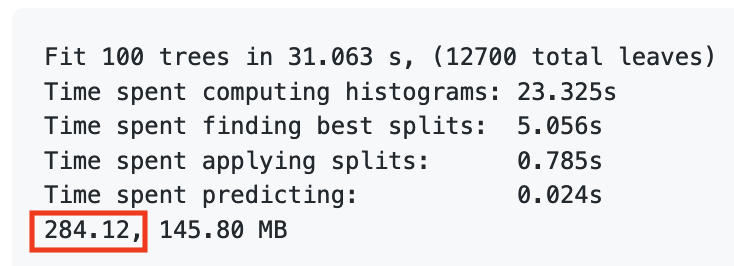 Fit 100 trees in 31.063 s, (12700 total leaves)
Time spent computing histograms: 23.325s
Time spent finding best splits:  5.056s
Time spent applying splits:      0.785s
Time spent predicting:           0.024s
284.12, 145.80 MB